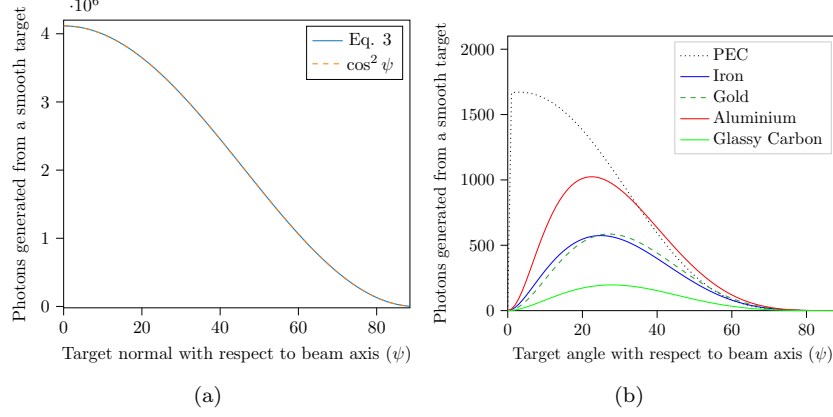 ·10⁶
Photons generated from a smooth target
4
3
2
1
0
0
20
40
60
80
Eq. 3
cos² ψ
Target normal with respect to beam axis (ψ)
(a)
Photons generated from a smooth target
2000
1500
1000
500
0
0
20
40
60
80
PEC
Iron
Gold
Aluminium
Glassy Carbon
Target angle with respect to beam axis (ψ)
(b)